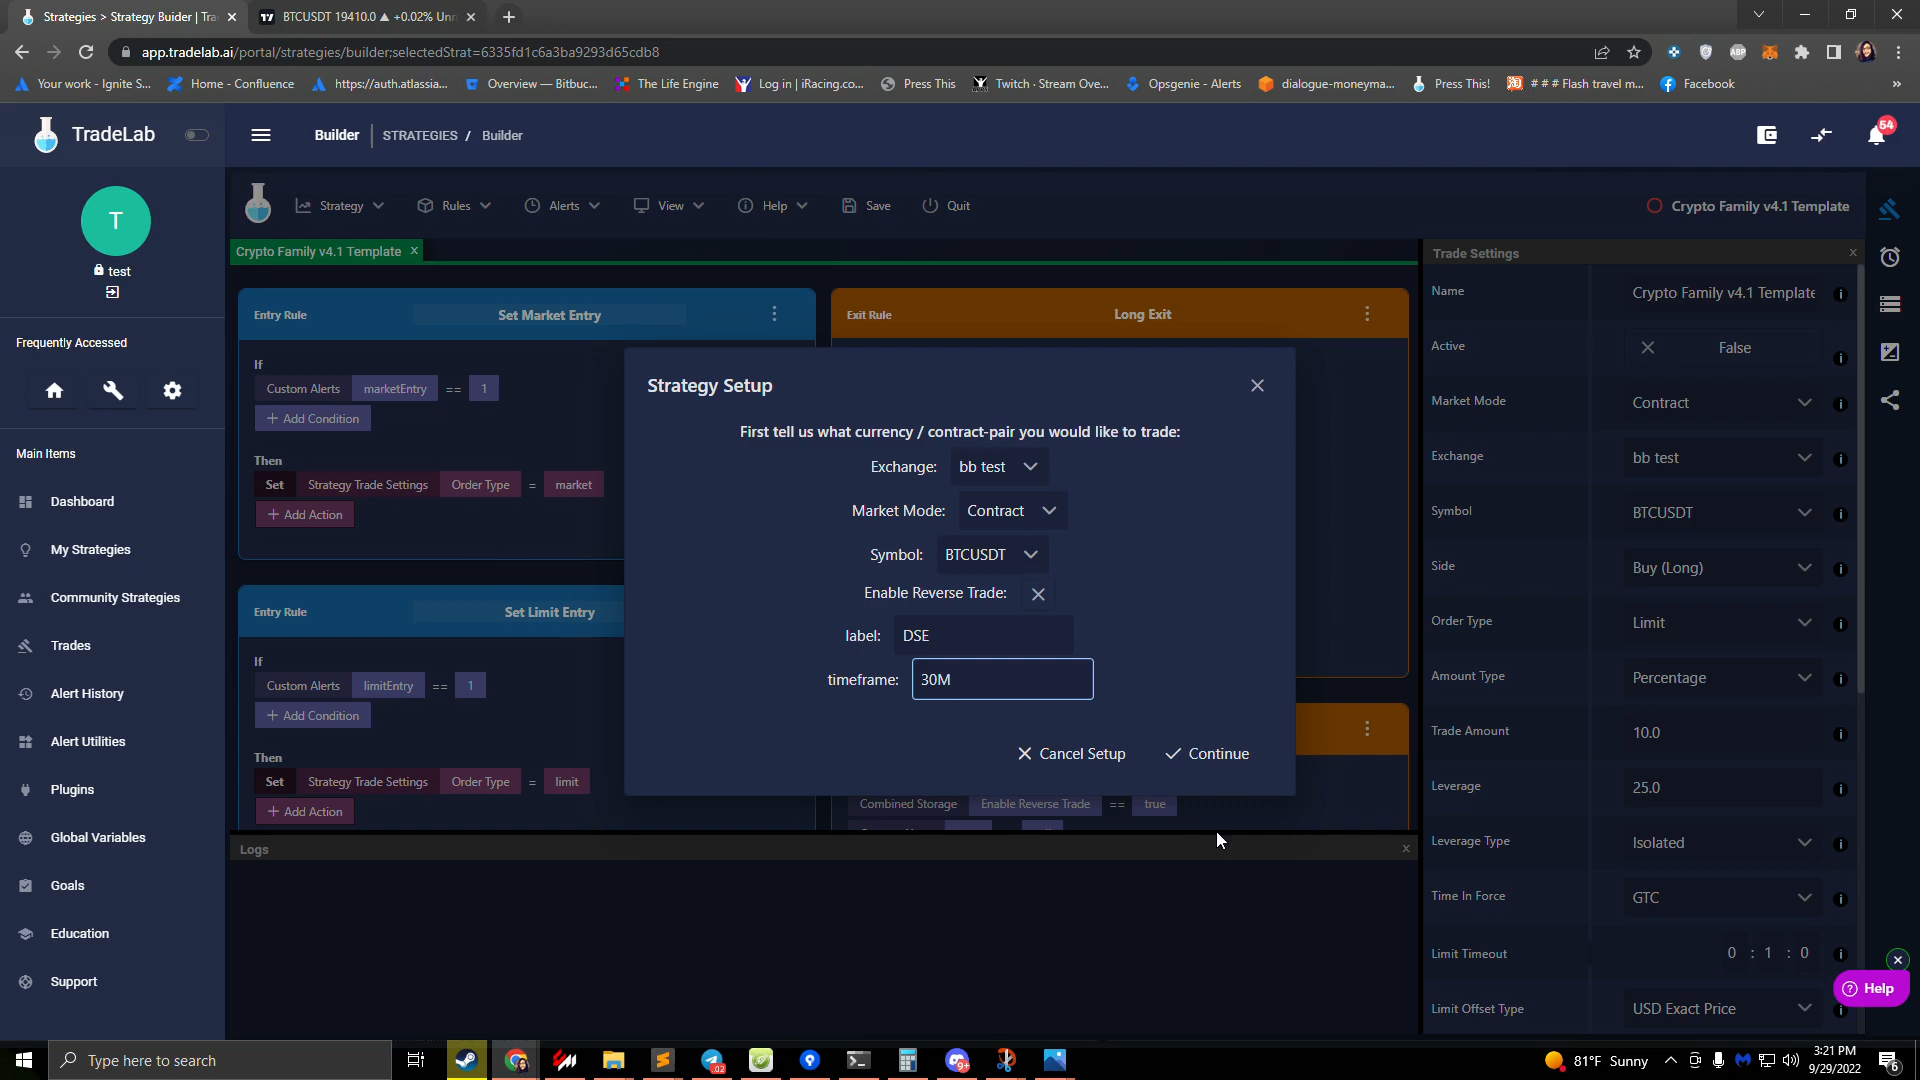 Strategies > Strategy Buider | Tra
BTCUSDT 19410.0 ▲ +0.02% Unn
app.tradelab.ai/portal/strategies/builder;selectedStrat=6335fd1c6a3ba9293d65cdb8
Your work - Ignite S...
Home - Confluence
https://auth.atlassia...
Overview — Bitbuc...
The Life Engine
Log in | iRacing.co...
Press This
Twitch - Stream Ove...
Opsgenie - Alerts
dialogue-moneyma...
Press This!
# # # Flash travel m...
Facebook
TradeLab
Builder
STRATEGIES / Builder
54
T
test
Frequently Accessed
Main Items
Dashboard
My Strategies
Community Strategies
Trades
Alert History
Alert Utilities
Plugins
Global Variables
Goals
Education
Support
Strategy
Rules
Alerts
View
Help
Save
Quit
Crypto Family v4.1 Template
Crypto Family v4.1 Template
Entry Rule
Set Market Entry
If
Custom Alerts marketEntry == 1
+ Add Condition
Then
Set Strategy Trade Settings Order Type = market
+ Add Action
Entry Rule
Set Limit Entry
If
Custom Alerts limitEntry == 1
+ Add Condition
Then
Set Strategy Trade Settings Order Type = limit
+ Add Action
Exit Rule
Long Exit
Combined Storage Enable Reverse Trade == true
Strategy Setup
First tell us what currency / contract-pair you would like to trade:
Exchange: bb test
Market Mode: Contract
Symbol: BTCUSDT
Enable Reverse Trade:
label: DSE
timeframe: 30M
Cancel Setup
Continue
Logs
Trade Settings
Name Crypto Family v4.1 Template
Active False
Market Mode Contract
Exchange bb test
Symbol BTCUSDT
Side Buy (Long)
Order Type Limit
Amount Type Percentage
Trade Amount 10.0
Leverage 25.0
Leverage Type Isolated
Time In Force GTC
Limit Timeout 0 : 1 : 0
Limit Offset Type USD Exact Price
Help
Type here to search
81°F Sunny
3:21 PM
9/29/2022
6